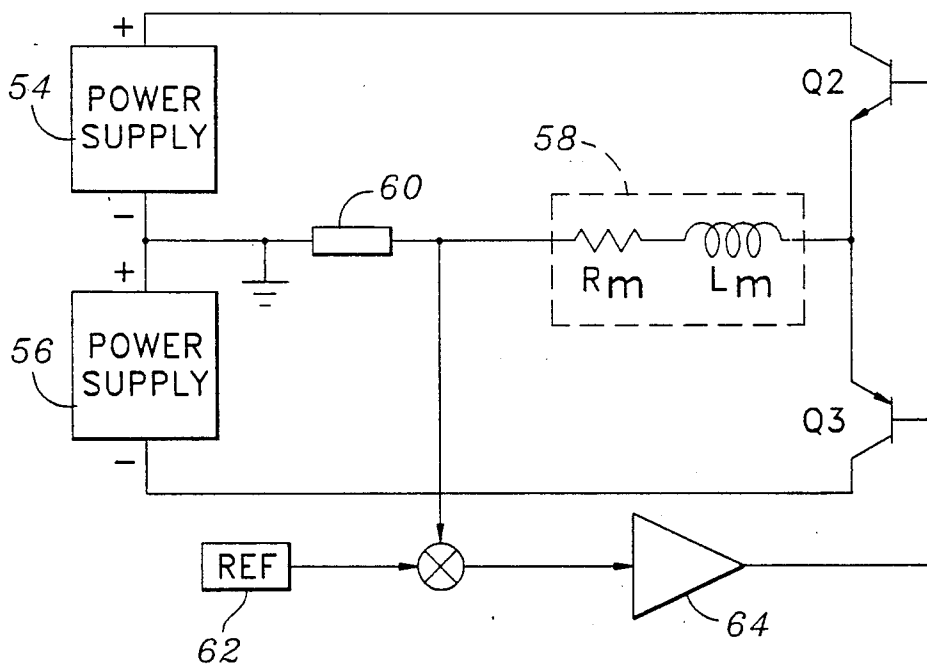 +
54
POWER
SUPPLY
Q2
58
60
−
Rm
Lm
+
56
POWER
SUPPLY
Q3
−
REF
62
64